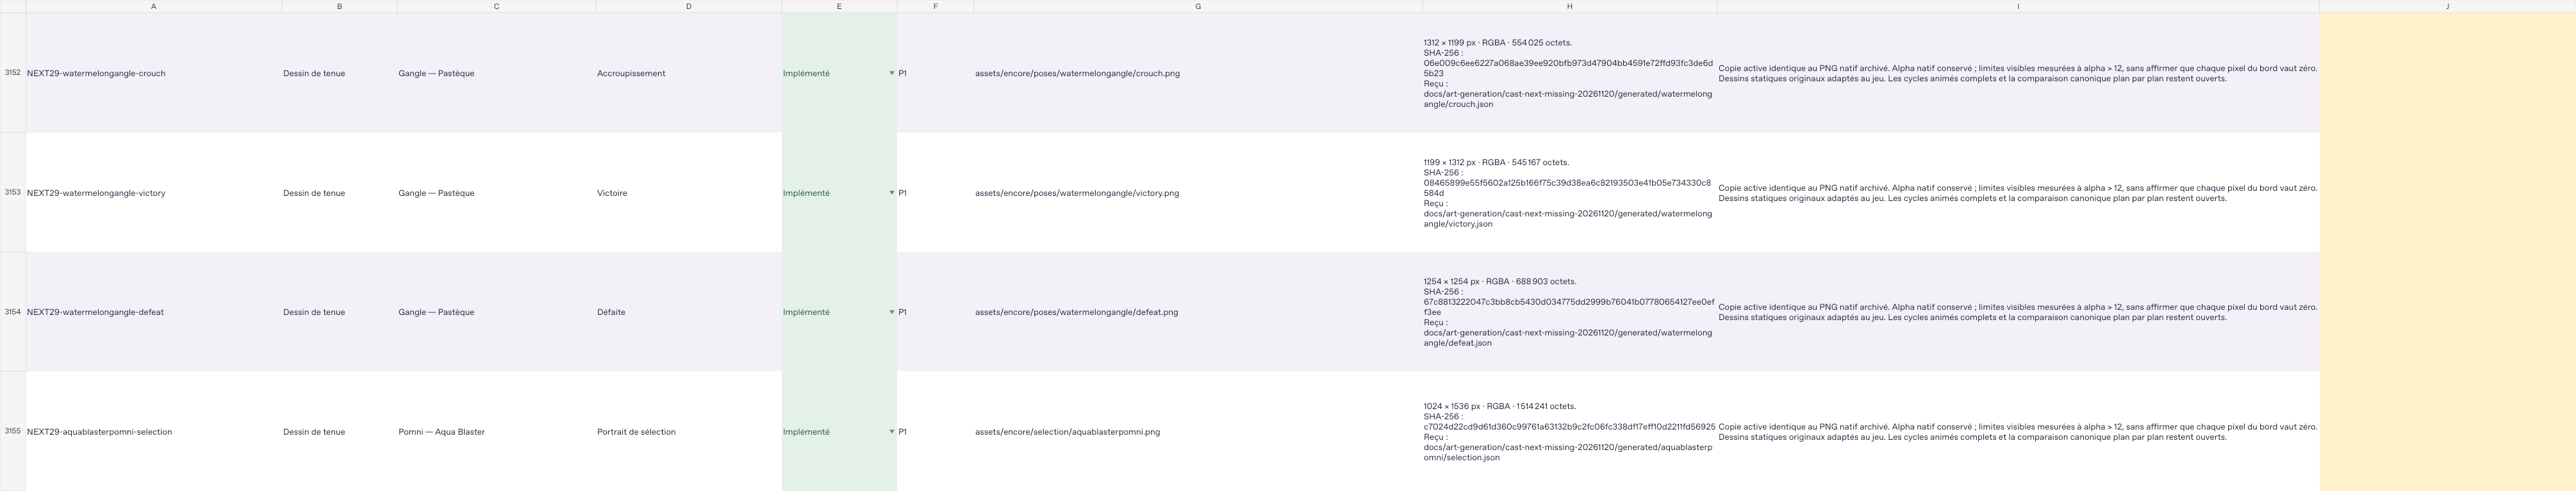 A B C D E F G H I J
3152 NEXT29-watermelongangle-crouch Dessin de tenue Gangle — Pastèque Accroupissement Implémenté P1 assets/encore/poses/watermelongangle/crouch.png
1312 × 1199 px · RGBA · 554 025 octets.
SHA-256 :
06e009c6ee6227a068ae39ee920bfb973d47904bb4591e72ffd93fc3de6d
5b23
Reçu :
docs/art-generation/cast-next-missing-20261120/generated/watermelong
angle/crouch.json
Copie active identique au PNG natif archivé. Alpha natif conservé ; limites visibles mesurées à alpha > 12, sans affirmer que chaque pixel du bord vaut zéro.
Dessins statiques originaux adaptés au jeu. Les cycles animés complets et la comparaison canonique plan par plan restent ouverts.
3153 NEXT29-watermelongangle-victory Dessin de tenue Gangle — Pastèque Victoire Implémenté P1 assets/encore/poses/watermelongangle/victory.png
1199 × 1312 px · RGBA · 545 167 octets.
SHA-256 :
08465899e55f5602a125b166f75c39d38ea6c82193503e41b05e734330c8
584d
Reçu :
docs/art-generation/cast-next-missing-20261120/generated/watermelong
angle/victory.json
Copie active identique au PNG natif archivé. Alpha natif conservé ; limites visibles mesurées à alpha > 12, sans affirmer que chaque pixel du bord vaut zéro.
Dessins statiques originaux adaptés au jeu. Les cycles animés complets et la comparaison canonique plan par plan restent ouverts.
3154 NEXT29-watermelongangle-defeat Dessin de tenue Gangle — Pastèque Défaite Implémenté P1 assets/encore/poses/watermelongangle/defeat.png
1254 × 1254 px · RGBA · 688 903 octets.
SHA-256 :
67c8813222047c3bb8cb5430d034775dd2999b76041b07780654127ee0ef
f3ee
Reçu :
docs/art-generation/cast-next-missing-20261120/generated/watermelong
angle/defeat.json
Copie active identique au PNG natif archivé. Alpha natif conservé ; limites visibles mesurées à alpha > 12, sans affirmer que chaque pixel du bord vaut zéro.
Dessins statiques originaux adaptés au jeu. Les cycles animés complets et la comparaison canonique plan par plan restent ouverts.
3155 NEXT29-aquablasterpomni-selection Dessin de tenue Pomni — Aqua Blaster Portrait de sélection Implémenté P1 assets/encore/selection/aquablasterpomni.png
1024 × 1536 px · RGBA · 1 514 241 octets.
SHA-256 :
c7024d22cd9d61d360c99761a63132b9c2fc06fc338df17eff10d2211fd56925
Reçu :
docs/art-generation/cast-next-missing-20261120/generated/aquablasterp
omni/selection.json
Copie active identique au PNG natif archivé. Alpha natif conservé ; limites visibles mesurées à alpha > 12, sans affirmer que chaque pixel du bord vaut zéro.
Dessins statiques originaux adaptés au jeu. Les cycles animés complets et la comparaison canonique plan par plan restent ouverts.